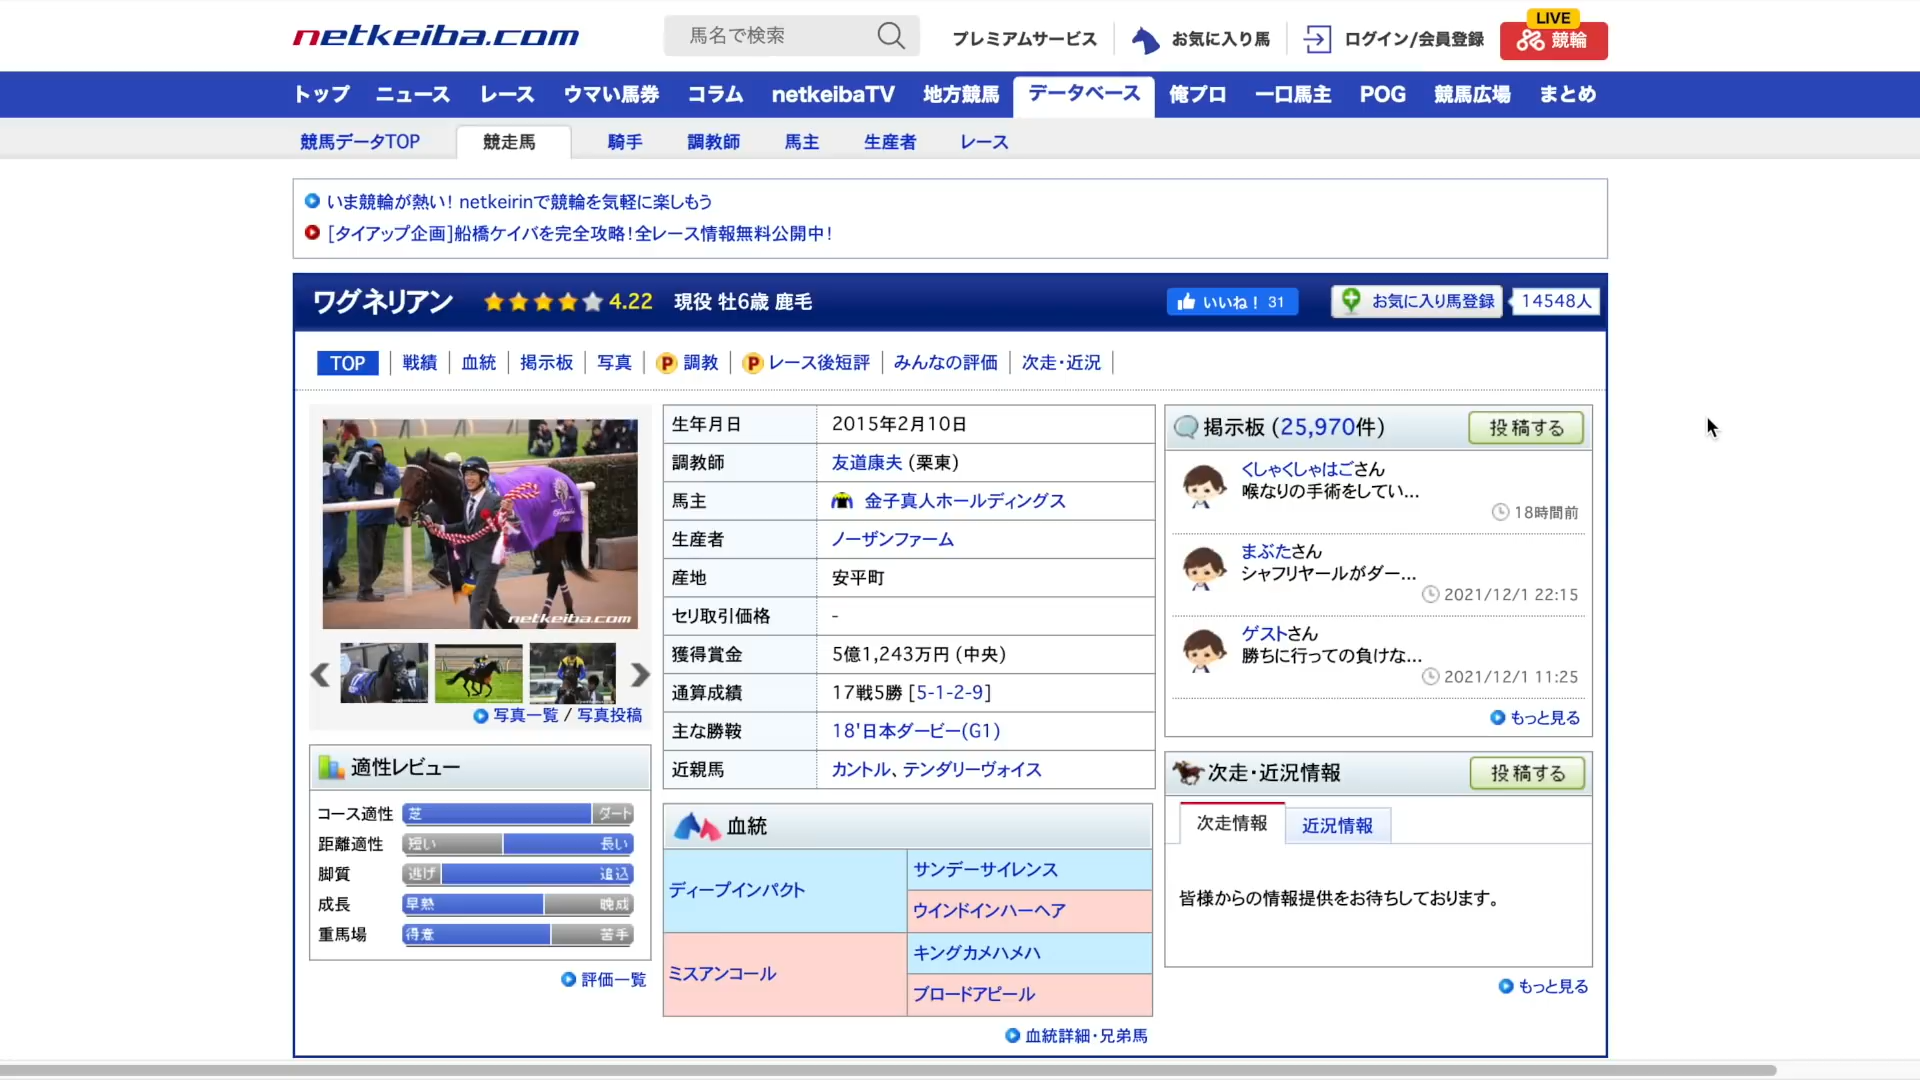 netkeiba.com
馬名で検索
プレミアムサービス
お気に入り馬
ログイン/会員登録
LIVE
競輪
トップ ニュース レース ウマい馬券 コラム netkeibaTV 地方競馬 データベース 俺プロ 一口馬主 POG 競馬広場 まとめ
競馬データTOP 競走馬 騎手 調教師 馬主 生産者 レース
いま競輪が熱い! netkeirinで競輪を気軽に楽しもう
[タイアップ企画]船橋ケイバを完全攻略!全レース情報無料公開中!
ワグネリアン 4.22 現役 牡6歳 鹿毛
いいね! 31
お気に入り馬登録 14548人
TOP 戦績 血統 掲示板 写真 P 調教 P レース後短評 みんなの評価 次走・近況
netkeiba.com
写真一覧 / 写真投稿
適性レビュー
コース適性 芝 ダート
距離適性 短い 長い
脚質 逃げ 追込
成長 早熟 晩成
重馬場 得意 苦手
評価一覧
生年月日 2015年2月10日
調教師 友道康夫 (栗東)
馬主 金子真人ホールディングス
生産者 ノーザンファーム
産地 安平町
セリ取引価格 -
獲得賞金 5億1,243万円 (中央)
通算成績 17戦5勝 [5-1-2-9]
主な勝鞍 18'日本ダービー(G1)
近親馬 カントル、テンダリーヴォイス
血統
ディープインパクト
サンデーサイレンス
ウインドインハーヘア
ミスアンコール
キングカメハメハ
ブロードアピール
血統詳細・兄弟馬
掲示板 (25,970件) 投稿する
くしゃくしゃはごさん
喉なりの手術をしてい...
18時間前
まぶたさん
シャフリヤールがダー...
2021/12/1 22:15
ゲストさん
勝ちに行っての負けな...
2021/12/1 11:25
もっと見る
次走・近況情報 投稿する
次走情報 近況情報
皆様からの情報提供をお待ちしております。
もっと見る